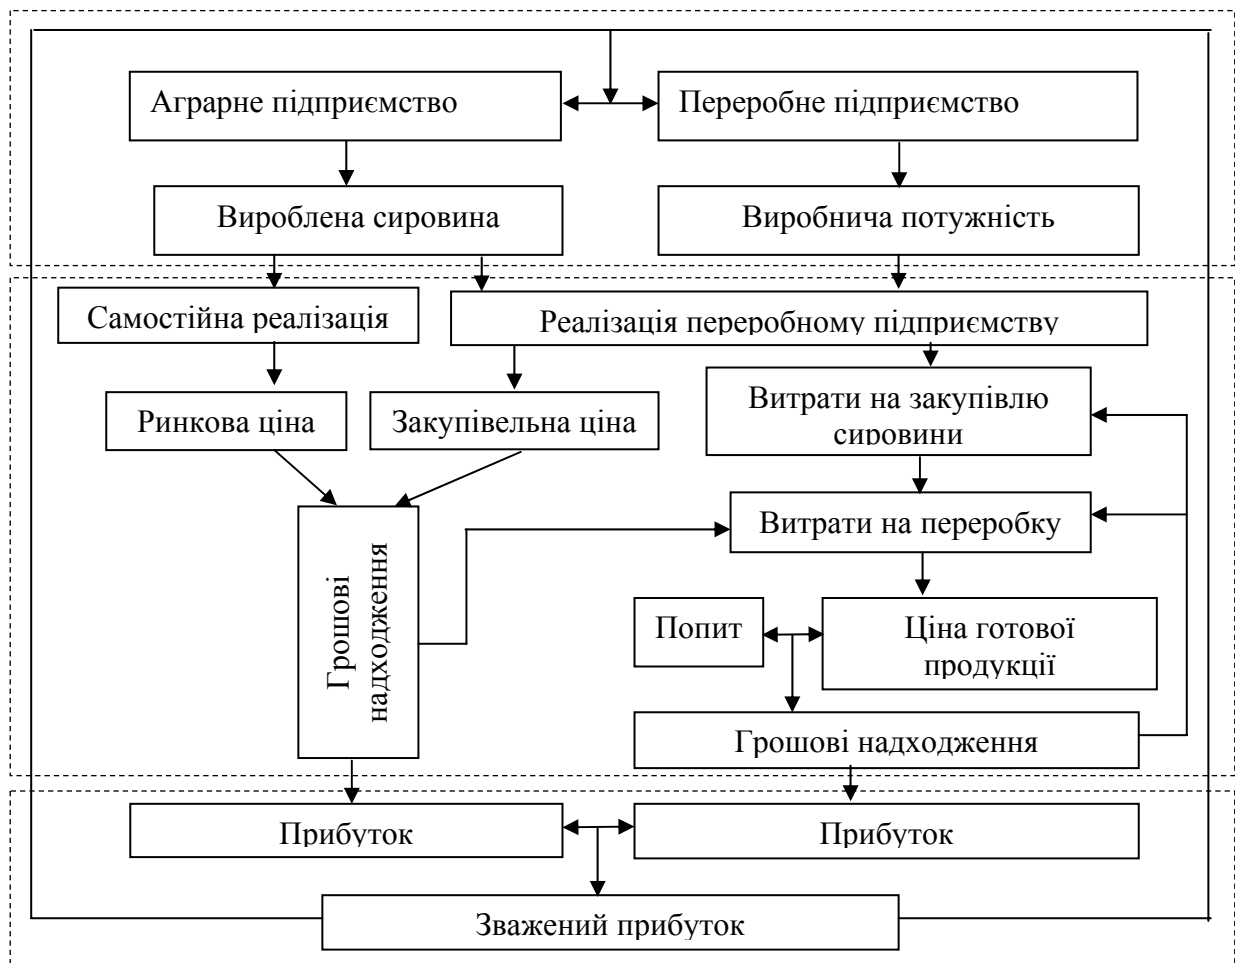 Аграрне підприємство
Переробне підприємство
Вироблена сировина
Виробнича потужність
Самостійна реалізація
Реалізація переробному підприємству
Ринкова ціна
Закупівельна ціна
Витрати на закупівлю
сировини
Грошові
надходження
Витрати на переробку
Попит
Ціна готової
продукції
Грошові надходження
Прибуток
Прибуток
Зважений прибуток